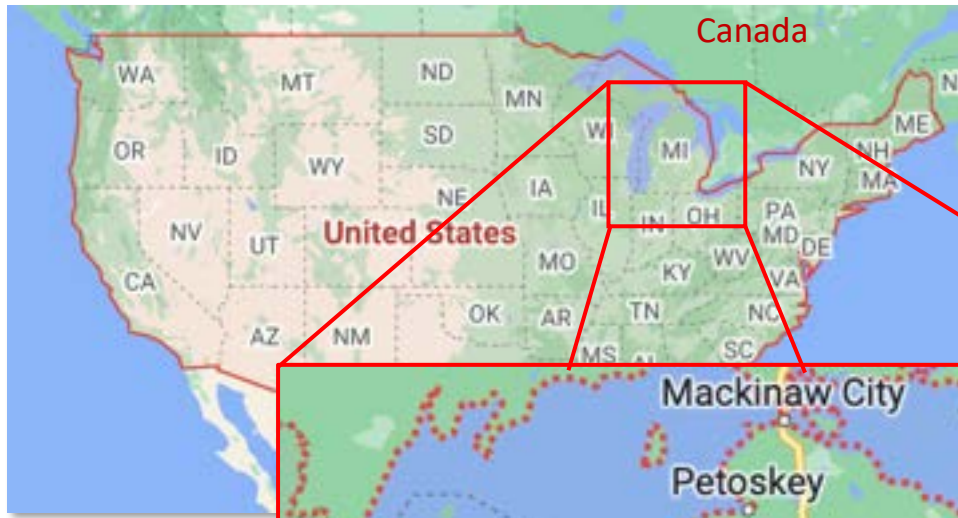 Canada
WA
MT
ND
MN
ME
N
OR
ID
SD
WI
MI
NH
WY
NY
MA
IA
NE
IL
IN
OH
PA
NV
UT
United States
MD
DE
CA
MO
KY
WV
VA
AZ
NM
OK
AR
TN
NC
MS
SC
Mackinaw City
Petoskey